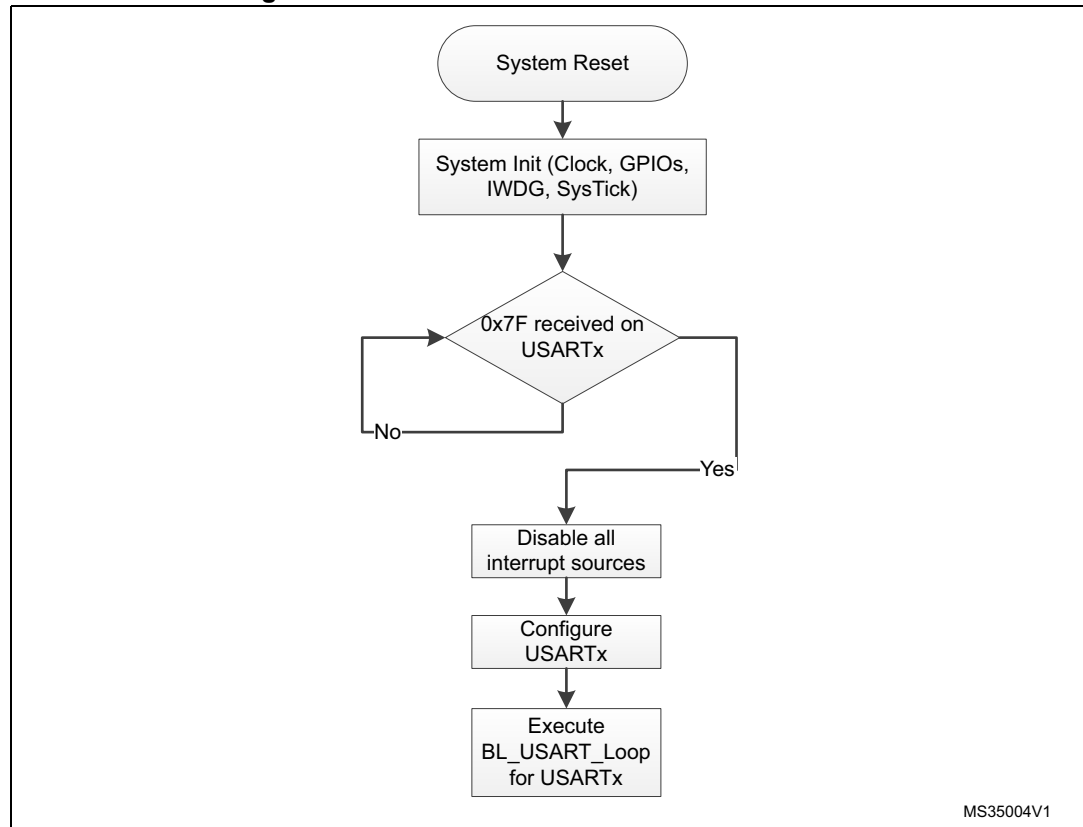 System Reset
System Init (Clock, GPIOs,
IWDG, SysTick)
0x7F received on
USARTx
No
Yes
Disable all
interrupt sources
Configure
USARTx
Execute
BL_USART_Loop
for USARTx
MS35004V1